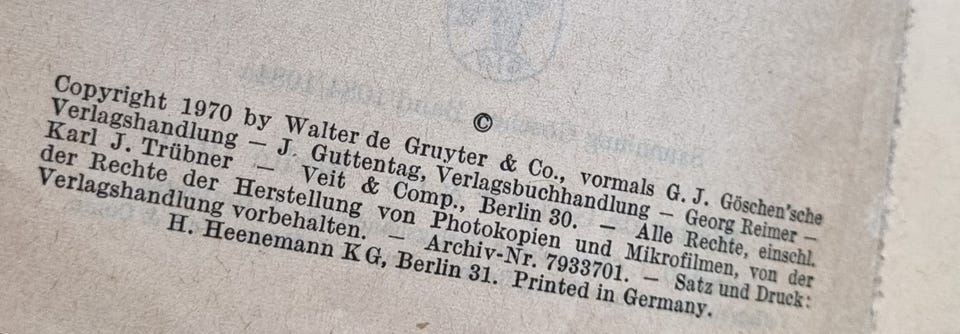 ©
Copyright 1970 by Walter de Gruyter & Co., vormals G. J. Göschen'sche
Verlagshandlung – J. Guttentag, Verlagsbuchhandlung – Georg Reimer –
Karl J. Trübner – Veit & Comp., Berlin 30. – Alle Rechte, einschl.
der Rechte der Herstellung von Photokopien und Mikrofilmen, von der
Verlagshandlung vorbehalten. – Archiv-Nr. 7933701. – Satz und Druck:
H. Heenemann KG, Berlin 31. Printed in Germany.